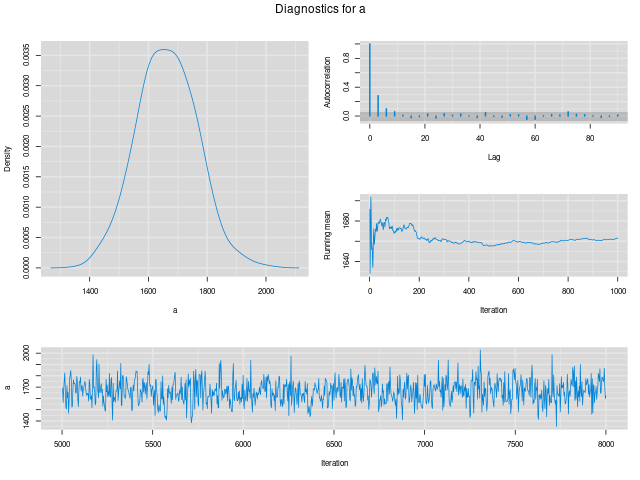 Diagnostics for a
Density
0.0000 0.0005 0.0010 0.0015 0.0020 0.0025 0.0030 0.0035
1400 1600 1800 2000
a
Autocorrelation
0.0 0.4 0.8
0 20 40 60 80
Lag
Running mean
1640 1680
0 200 400 600 800 1000
Iteration
a
1400 1700 2000
5000 5500 6000 6500 7000 7500 8000
Iteration